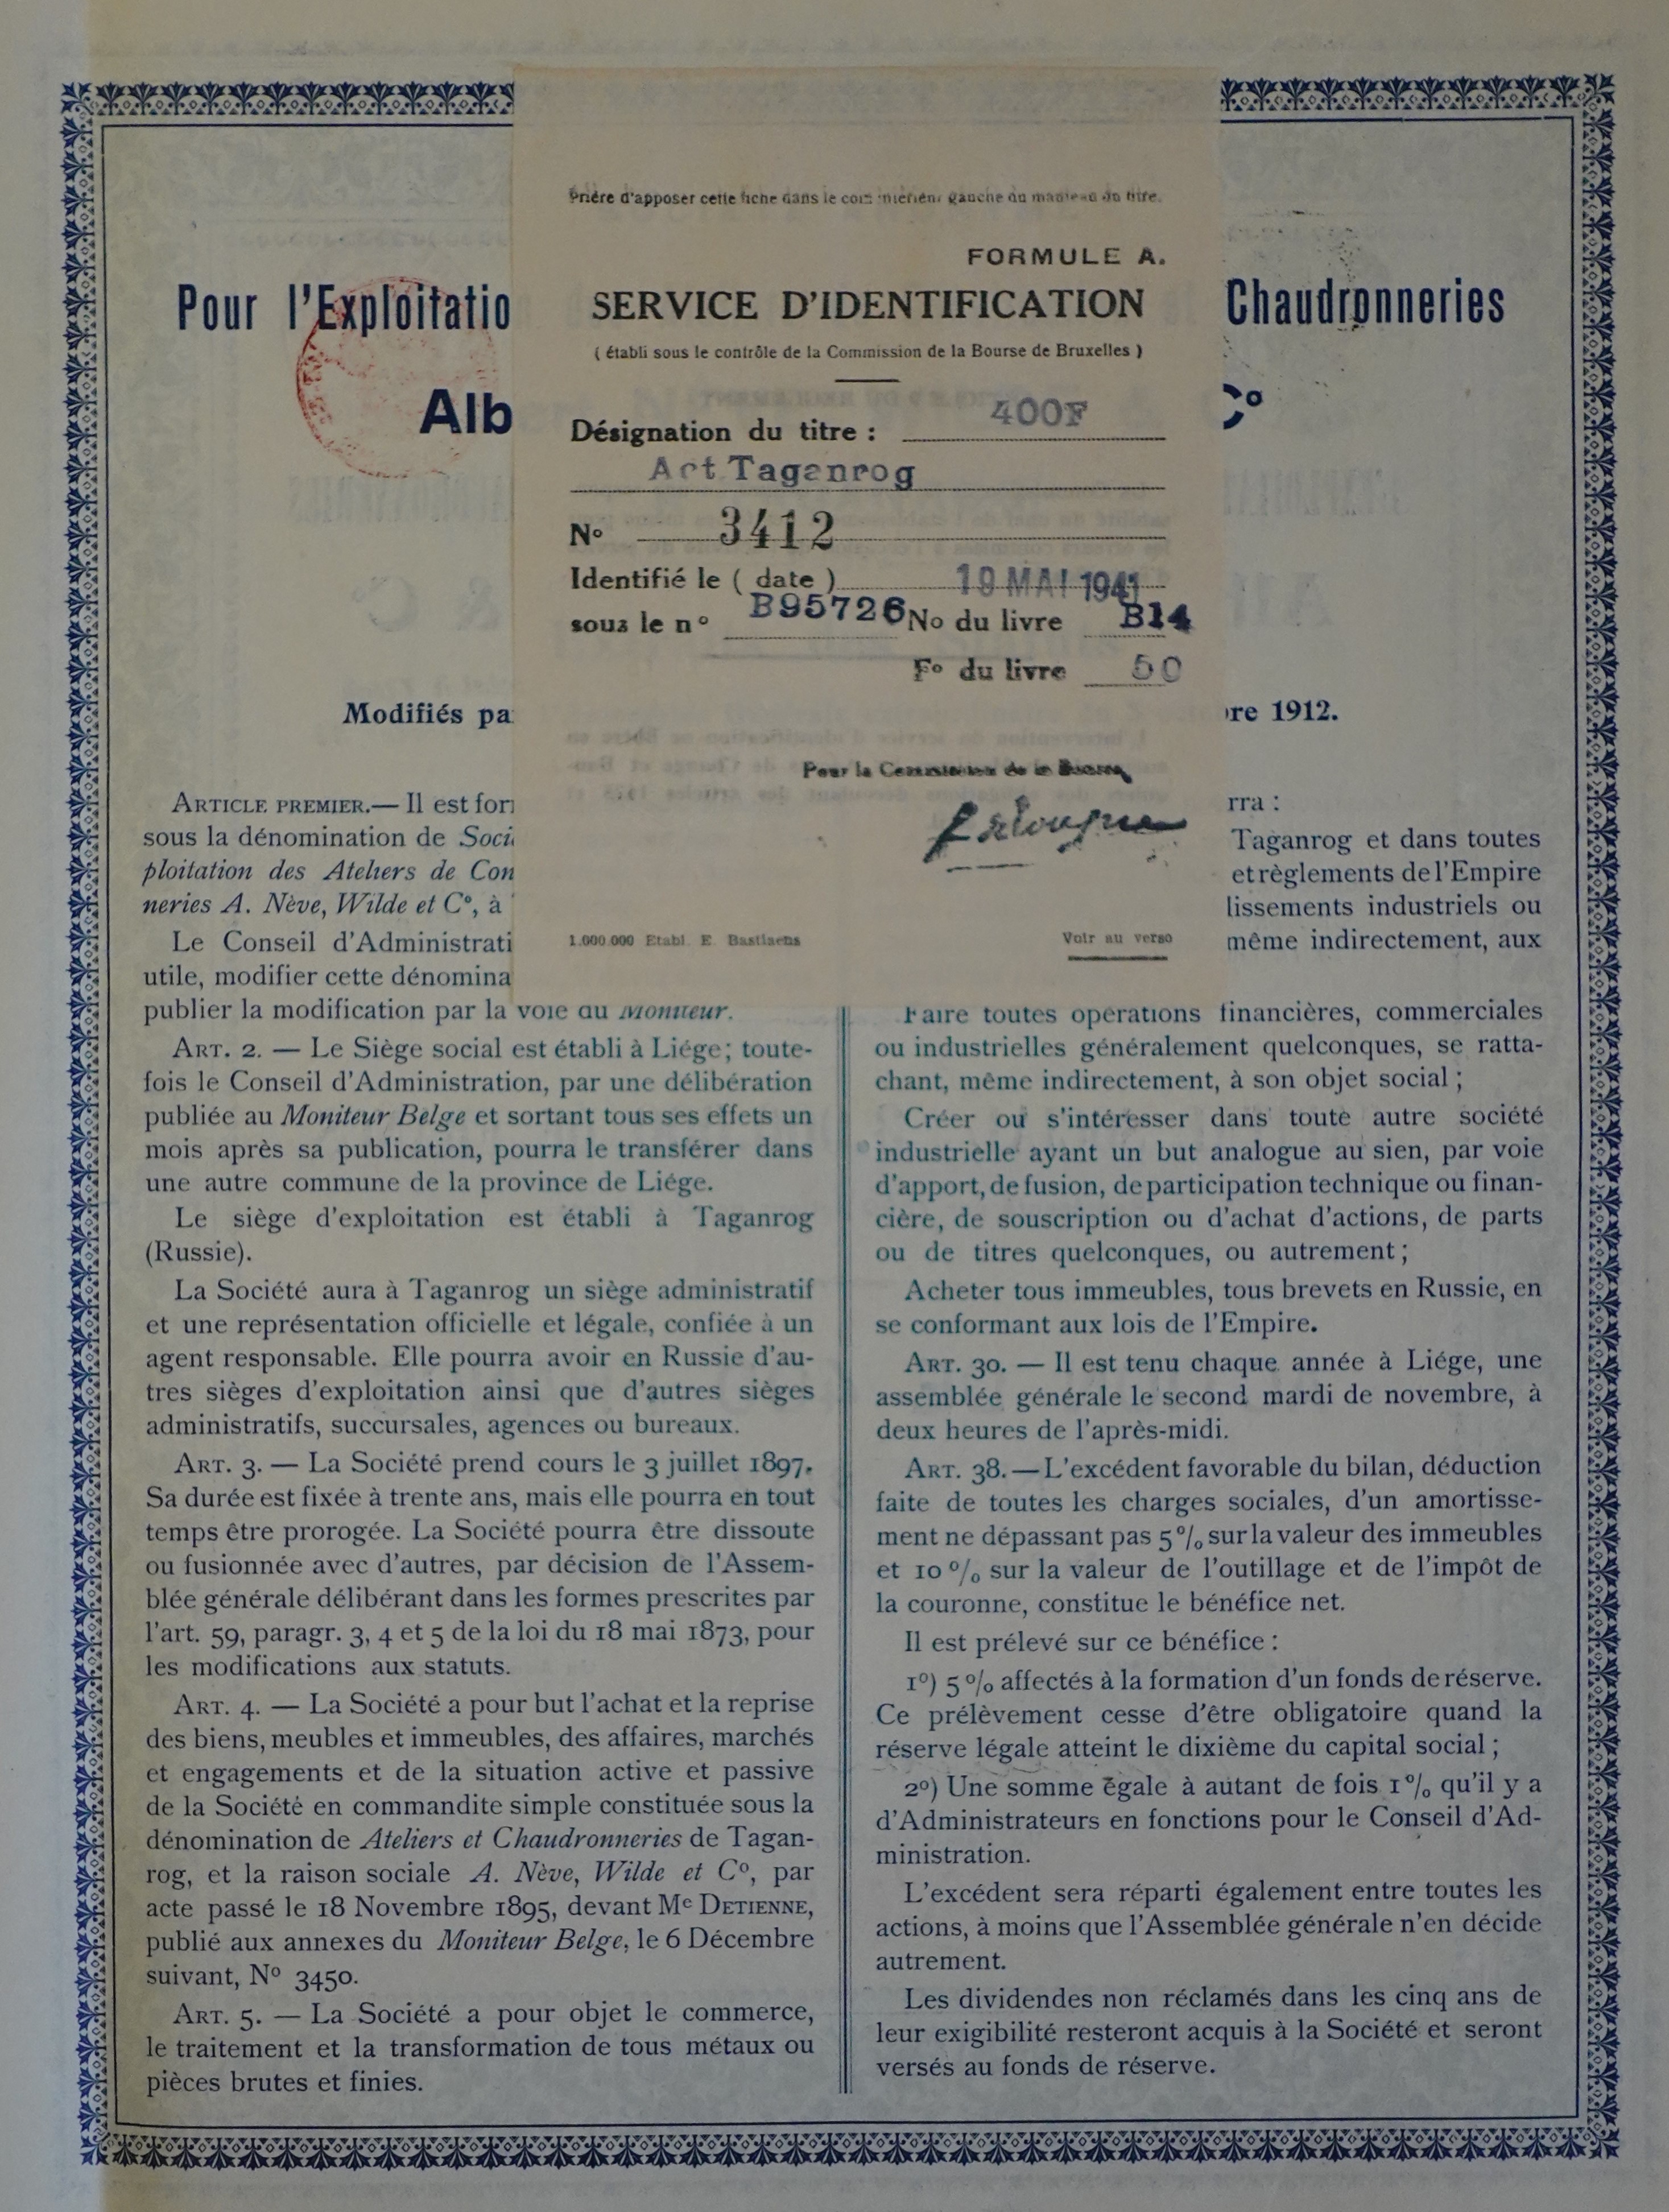 Prière d'apposer cette fiche dans le coin intérieur gauche du manteau du titre.
FORMULE A.
SERVICE D'IDENTIFICATION
( établi sous le contrôle de la Commission de la Bourse de Bruxelles )
Désignation du titre : 400F
Act Taganrog
No 3412
Identifié le ( date ) 19 MAI 1941
sous le no B95726 No du livre B14
Fo du livre 50
Pour la Commission de la Bourse,
1.000.000 Etabl. E. Bastiaens
Voir au verso
Pour l'Exploitatio
Chaudronneries
Alb
Co
Modifiés pa
re 1912.
ARTICLE PREMIER.— Il est for
sous la dénomination de Soci
ploitation des Ateliers de Con
neries A. Nève, Wilde et Co, à
Le Conseil d'Administrati
utile, modifier cette dénomina
publier la modification par la voie du Moniteur.
ART. 2. — Le Siège social est établi à Liége; toute-
fois le Conseil d'Administration, par une délibération
publiée au Moniteur Belge et sortant tous ses effets un
mois après sa publication, pourra le transférer dans
une autre commune de la province de Liége.
Le siège d'exploitation est établi à Taganrog
(Russie).
La Société aura à Taganrog un siège administratif
et une représentation officielle et légale, confiée à un
agent responsable. Elle pourra avoir en Russie d'au-
tres sièges d'exploitation ainsi que d'autres sièges
administratifs, succursales, agences ou bureaux.
ART. 3. — La Société prend cours le 3 juillet 1897.
Sa durée est fixée à trente ans, mais elle pourra en tout
temps être prorogée. La Société pourra être dissoute
ou fusionnée avec d'autres, par décision de l'Assem-
blée générale délibérant dans les formes prescrites par
l'art. 59, paragr. 3, 4 et 5 de la loi du 18 mai 1873, pour
les modifications aux statuts.
ART. 4. — La Société a pour but l'achat et la reprise
des biens, meubles et immeubles, des affaires, marchés
et engagements et de la situation active et passive
de la Société en commandite simple constituée sous la
dénomination de Ateliers et Chaudronneries de Tagan-
rog, et la raison sociale A. Nève, Wilde et Co, par
acte passé le 18 Novembre 1895, devant Me DETIENNE,
publié aux annexes du Moniteur Belge, le 6 Décembre
suivant, No 3450.
ART. 5. — La Société a pour objet le commerce,
le traitement et la transformation de tous métaux ou
pièces brutes et finies.
rra :
Taganrog et dans toutes
et règlements de l'Empire
lissements industriels ou
même indirectement, aux
Faire toutes opérations financières, commerciales
ou industrielles généralement quelconques, se ratta-
chant, même indirectement, à son objet social ;
Créer ou s'intéresser dans toute autre société
industrielle ayant un but analogue au sien, par voie
d'apport, de fusion, de participation technique ou finan-
cière, de souscription ou d'achat d'actions, de parts
ou de titres quelconques, ou autrement ;
Acheter tous immeubles, tous brevets en Russie, en
se conformant aux lois de l'Empire.
ART. 30. — Il est tenu chaque année à Liége, une
assemblée générale le second mardi de novembre, à
deux heures de l'après-midi.
ART. 38. — L'excédent favorable du bilan, déduction
faite de toutes les charges sociales, d'un amortisse-
ment ne dépassant pas 5 % sur la valeur des immeubles
et 10 % sur la valeur de l'outillage et de l'impôt de
la couronne, constitue le bénéfice net.
Il est prélevé sur ce bénéfice :
1o) 5 % affectés à la formation d'un fonds de réserve.
Ce prélèvement cesse d'être obligatoire quand la
réserve légale atteint le dixième du capital social ;
2o) Une somme égale à autant de fois 1 % qu'il y a
d'Administrateurs en fonctions pour le Conseil d'Ad-
ministration.
L'excédent sera réparti également entre toutes les
actions, à moins que l'Assemblée générale n'en décide
autrement.
Les dividendes non réclamés dans les cinq ans de
leur exigibilité resteront acquis à la Société et seront
versés au fonds de réserve.